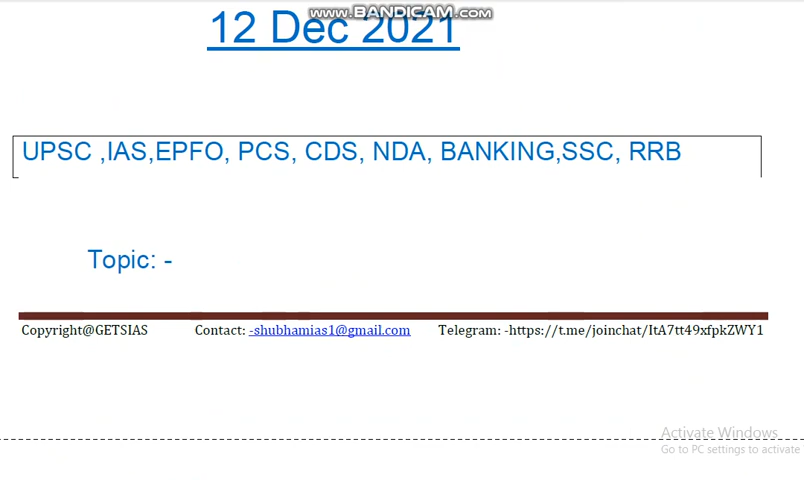 www.BANDICAM.com
12 Dec 2021
UPSC ,IAS,EPFO, PCS, CDS, NDA, BANKING,SSC, RRB
Topic: -
Copyright@GETSIAS Contact: -shubhamias1@gmail.com Telegram: -https://t.me/joinchat/ItA7tt49xfpkZWY1
Activate Windows
Go to PC settings to activate